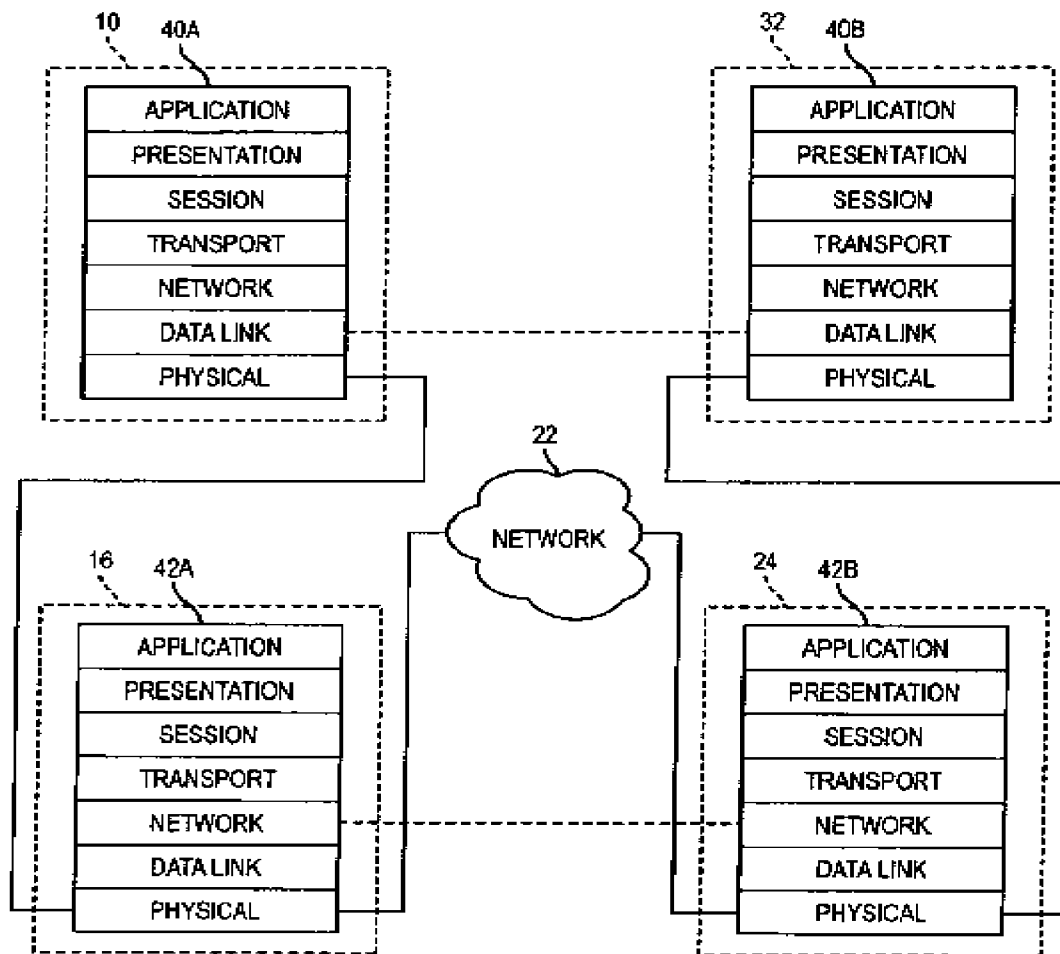 10
40A
APPLICATION
PRESENTATION
SESSION
TRANSPORT
NETWORK
DATA LINK
PHYSICAL
32
40B
APPLICATION
PRESENTATION
SESSION
TRANSPORT
NETWORK
DATA LINK
PHYSICAL
22
NETWORK
16
42A
APPLICATION
PRESENTATION
SESSION
TRANSPORT
NETWORK
DATA LINK
PHYSICAL
24
42B
APPLICATION
PRESENTATION
SESSION
TRANSPORT
NETWORK
DATA LINK
PHYSICAL